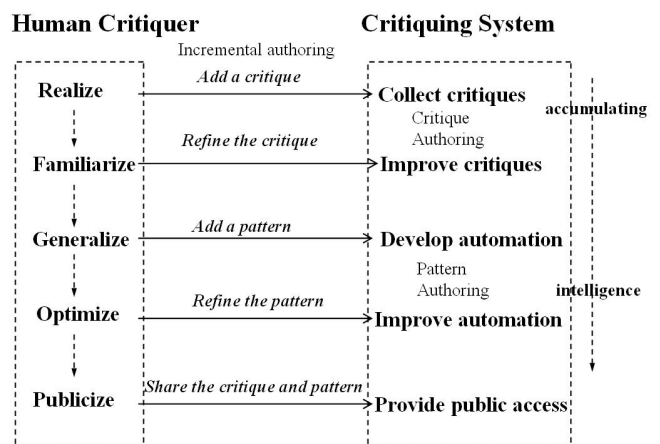 Human Critiquer
Critiquing System
Incremental authoring
Realize
Add a critique
Collect critiques
accumulating
Critique
Authoring
Familiarize
Refine the critique
Improve critiques
Generalize
Add a pattern
Develop automation
Pattern
Authoring
intelligence
Optimize
Refine the pattern
Improve automation
Publicize
Share the critique and pattern
Provide public access